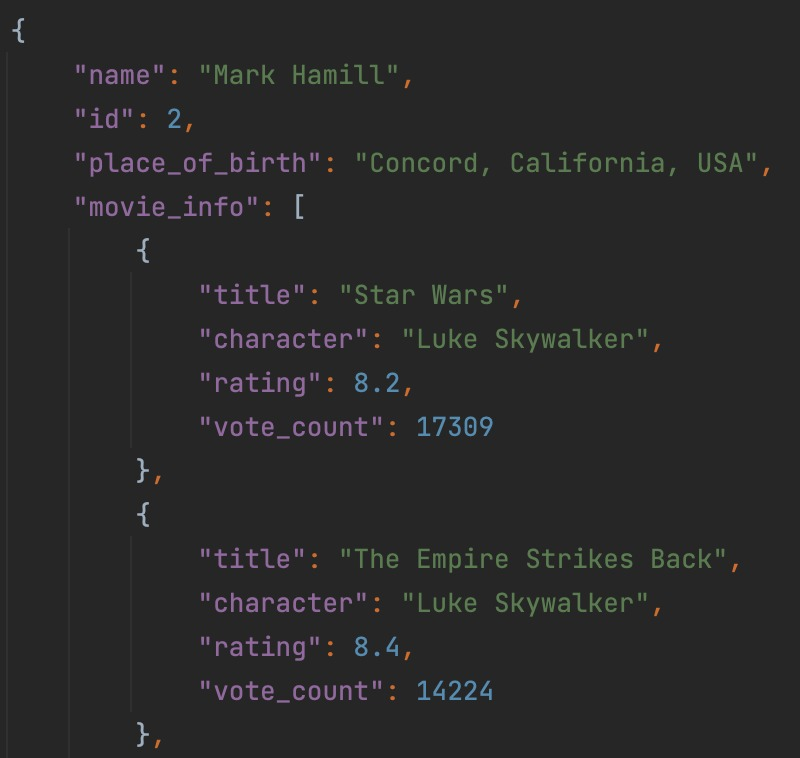 {
"name": "Mark Hamill",
"id": 2,
"place_of_birth": "Concord, California, USA",
"movie_info": [
{
"title": "Star Wars",
"character": "Luke Skywalker",
"rating": 8.2,
"vote_count": 17309
},
{
"title": "The Empire Strikes Back",
"character": "Luke Skywalker",
"rating": 8.4,
"vote_count": 14224
},